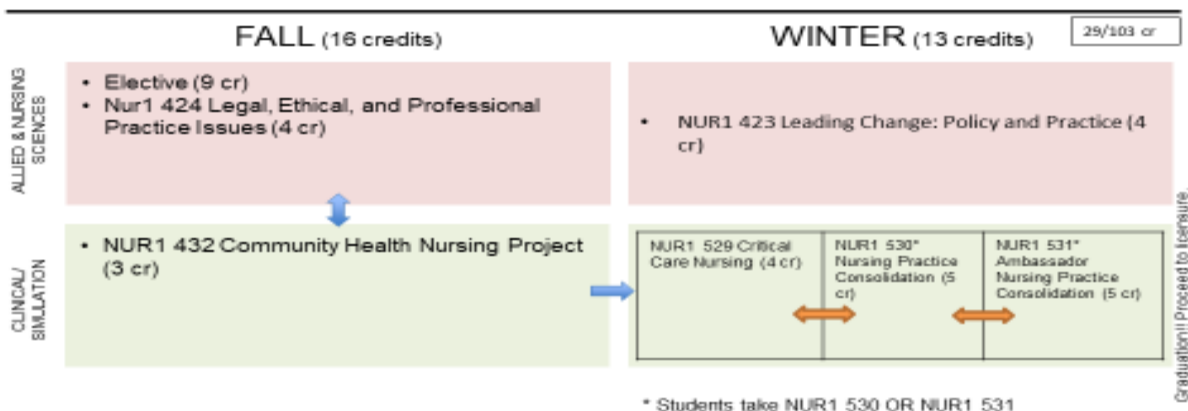 FALL (16 credits)
WINTER (13 credits)
29/103 cr
ALLIED & NURSING
SCIENCES
• Elective (9 cr)
• Nur1 424 Legal, Ethical, and Professional
Practice Issues (4 cr)
• NUR1 423 Leading Change: Policy and Practice (4
cr)
CLINICAL/
SIMULATION
• NUR1 432 Community Health Nursing Project
(3 cr)
NUR1 529 Critical
Care Nursing (4 cr)
NUR1 530*
Nursing Practice
Consolidation (5
cr)
NUR1 531*
Ambassador
Nursing Practice
Consolidation (5 cr)
Graduation!! Proceed to licensure.
* Students take NUR1 530 OR NUR1 531